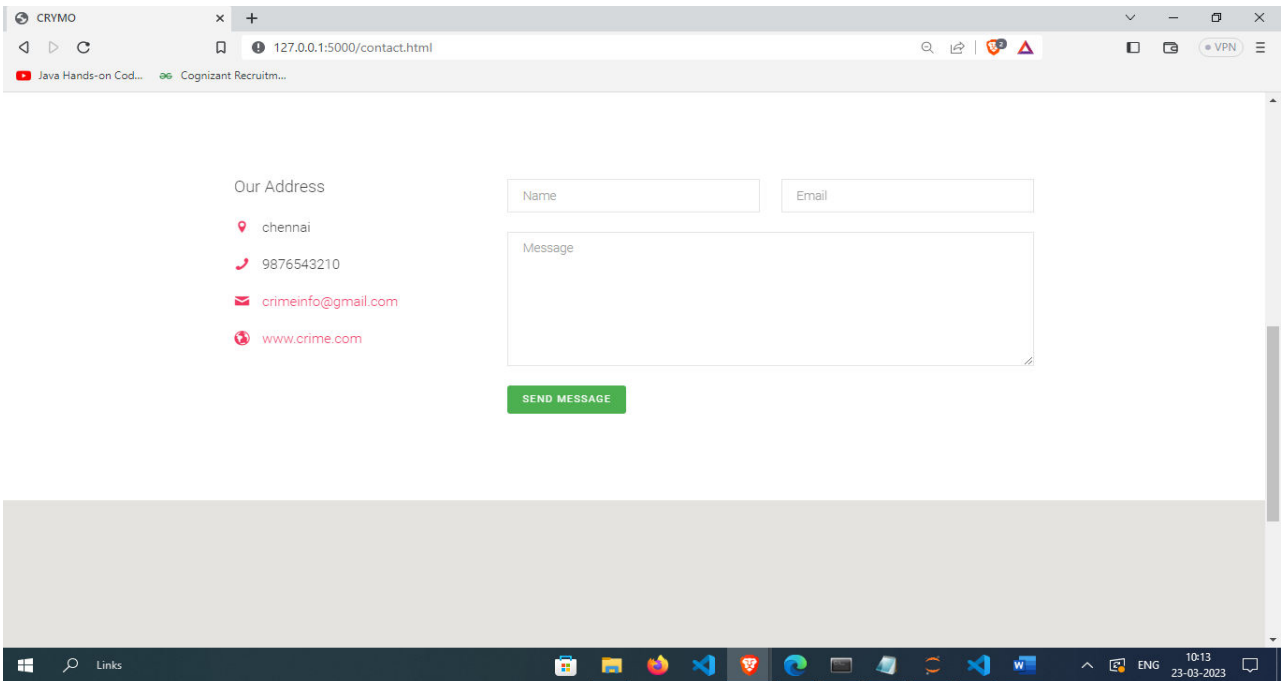 CRYMO
127.0.0.1:5000/contact.html
2
VPN
Java Hands-on Cod...
Cognizant Recruitm...
Our Address
chennai
9876543210
crimeinfo@gmail.com
www.crime.com
Name
Email
Message
SEND MESSAGE
Links
ENG
10:13
23-03-2023